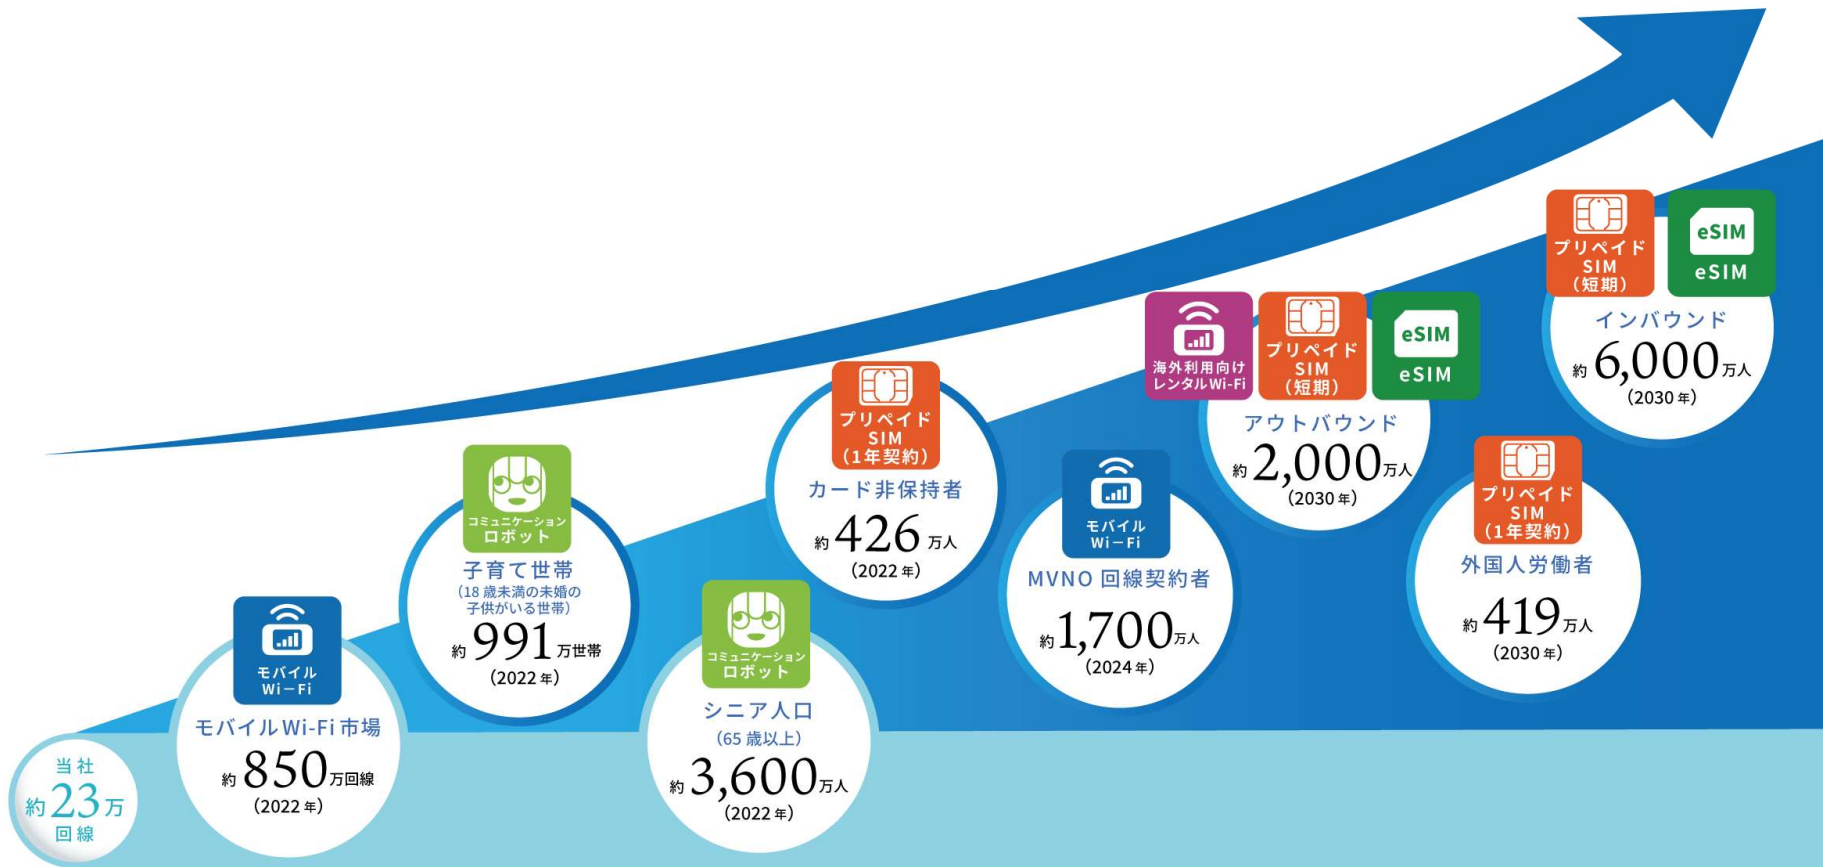 当社
約23万
回線
モバイル
Wi-Fi
モバイルWi-Fi市場
約850万回線
(2022年)
コミュニケーション
ロボット
子育て世帯
(18歳未満の未婚の
子供がいる世帯)
約991万世帯
(2022年)
コミュニケーション
ロボット
シニア人口
(65歳以上)
約3,600万人
(2022年)
プリペイド
SIM
(1年契約)
カード非保持者
約426万人
(2022年)
モバイル
Wi-Fi
MVNO回線契約者
約1,700万人
(2024年)
海外利用向け
レンタルWi-Fi
プリペイド
SIM
(短期)
eSIM
eSIM
アウトバウンド
約2,000万人
(2030年)
プリペイド
SIM
(1年契約)
外国人労働者
約419万人
(2030年)
プリペイド
SIM
(短期)
eSIM
eSIM
インバウンド
約6,000万人
(2030年)